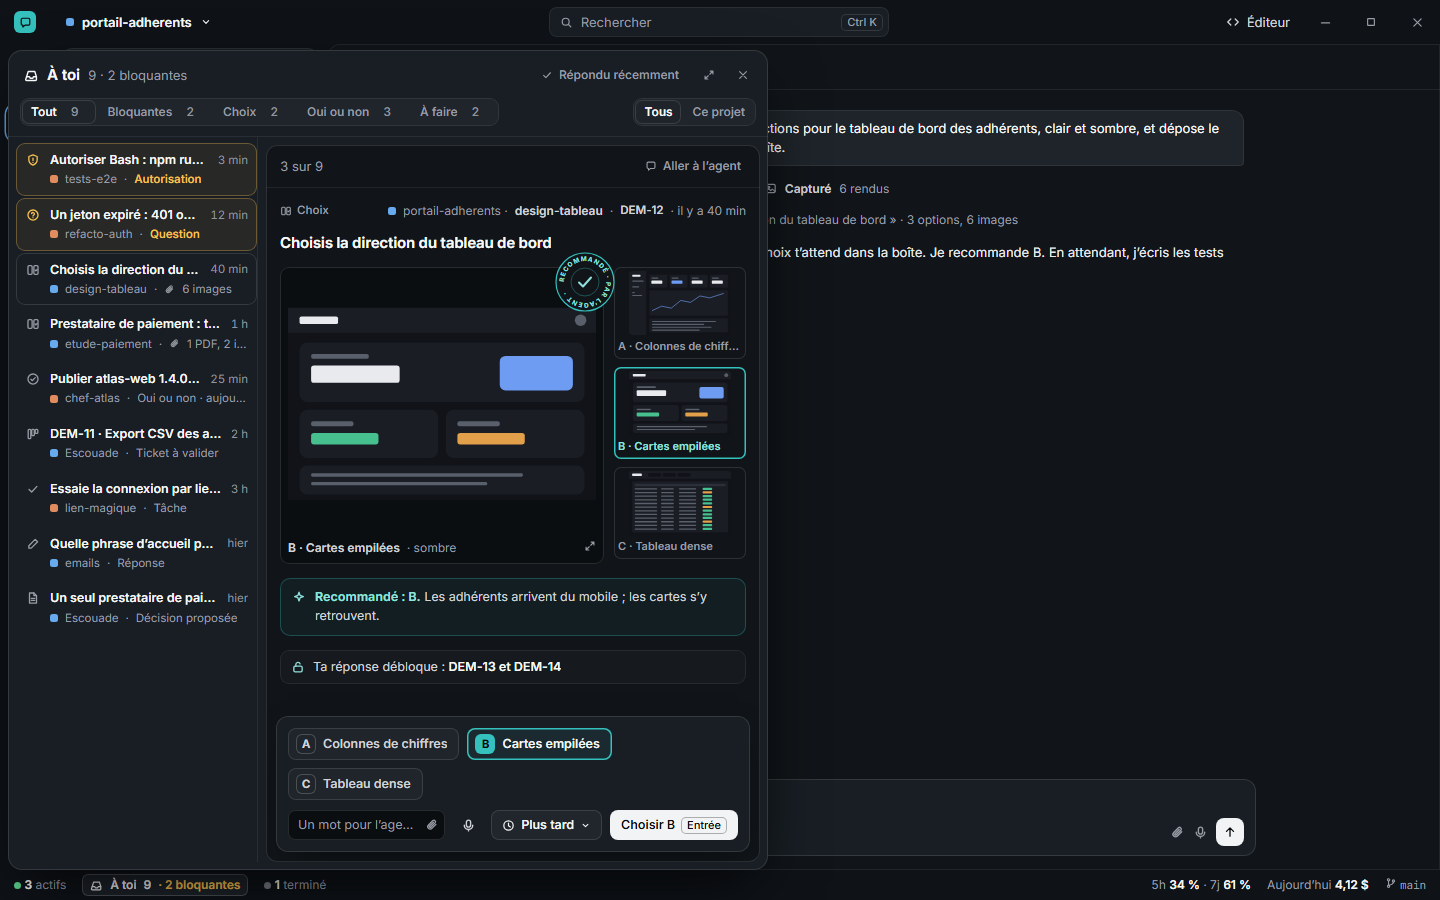 portail-adherents
Rechercher
Ctrl K
Éditeur
À toi 9 · 2 bloquantes
Répondu récemment
Tout 9
Bloquantes 2
Choix 2
Oui ou non 3
À faire 2
Tous
Ce projet
Autoriser Bash : npm ru... 3 min
tests-e2e · Autorisation
Un jeton expiré : 401 o... 12 min
refacto-auth · Question
Choisis la direction du ... 40 min
design-tableau · 6 images
Prestataire de paiement : t... 1 h
etude-paiement · 1 PDF, 2 i...
Publier atlas-web 1.4.0... 25 min
chef-atlas · Oui ou non · aujou...
DEM-11 · Export CSV des a... 2 h
Escouade · Ticket à valider
Essaie la connexion par lie... 3 h
lien-magique · Tâche
Quelle phrase d’accueil p... hier
emails · Réponse
Un seul prestataire de pai... hier
Escouade · Décision proposée
3 sur 9
Aller à l’agent
Choix
portail-adherents · design-tableau · DEM-12 · il y a 40 min
Choisis la direction du tableau de bord
RECOMMANDÉ · PAR L’AGENT ·
A · Colonnes de chiff...
B · Cartes empilées
C · Tableau dense
B · Cartes empilées · sombre
Recommandé : B. Les adhérents arrivent du mobile ; les cartes s’y
retrouvent.
Ta réponse débloque : DEM-13 et DEM-14
A Colonnes de chiffres
B Cartes empilées
C Tableau dense
Un mot pour l’age...
Plus tard
Choisir B Entrée
ctions pour le tableau de bord des adhérents, clair et sombre, et dépose le
îte.
Capturé 6 rendus
n du tableau de bord » · 3 options, 6 images
hoix t’attend dans la boîte. Je recommande B. En attendant, j’écris les tests
3 actifs
À toi 9 · 2 bloquantes
1 terminé
5h 34 % · 7j 61 %
Aujourd’hui 4,12 $
main